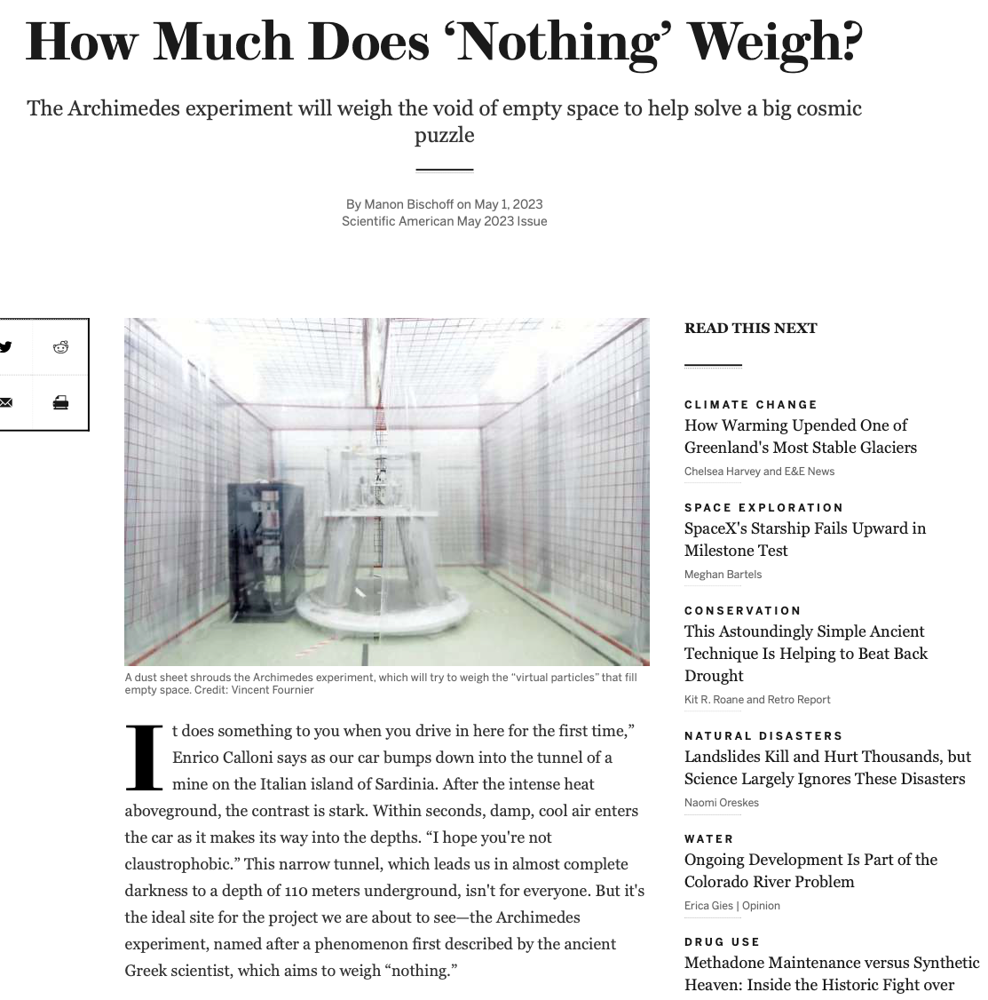 How Much Does ‘Nothing’ Weigh?
The Archimedes experiment will weigh the void of empty space to help solve a big cosmic
puzzle
By Manon Bischoff on May 1, 2023
Scientific American May 2023 Issue
A dust sheet shrouds the Archimedes experiment, which will try to weigh the “virtual particles” that fill
empty space. Credit: Vincent Fournier
It does something to you when you drive in here for the first time,”
Enrico Calloni says as our car bumps down into the tunnel of a
mine on the Italian island of Sardinia. After the intense heat
aboveground, the contrast is stark. Within seconds, damp, cool air enters
the car as it makes its way into the depths. “I hope you're not
claustrophobic.” This narrow tunnel, which leads us in almost complete
darkness to a depth of 110 meters underground, isn't for everyone. But it's
the ideal site for the project we are about to see—the Archimedes
experiment, named after a phenomenon first described by the ancient
Greek scientist, which aims to weigh “nothing.”
READ THIS NEXT
CLIMATE CHANGE
How Warming Upended One of
Greenland's Most Stable Glaciers
Chelsea Harvey and E&E News
SPACE EXPLORATION
SpaceX's Starship Fails Upward in
Milestone Test
Meghan Bartels
CONSERVATION
This Astoundingly Simple Ancient
Technique Is Helping to Beat Back
Drought
Kit R. Roane and Retro Report
NATURAL DISASTERS
Landslides Kill and Hurt Thousands, but
Science Largely Ignores These Disasters
Naomi Oreskes
WATER
Ongoing Development Is Part of the
Colorado River Problem
Erica Gies | Opinion
DRUG USE
Methadone Maintenance versus Synthetic
Heaven: Inside the Historic Fight over